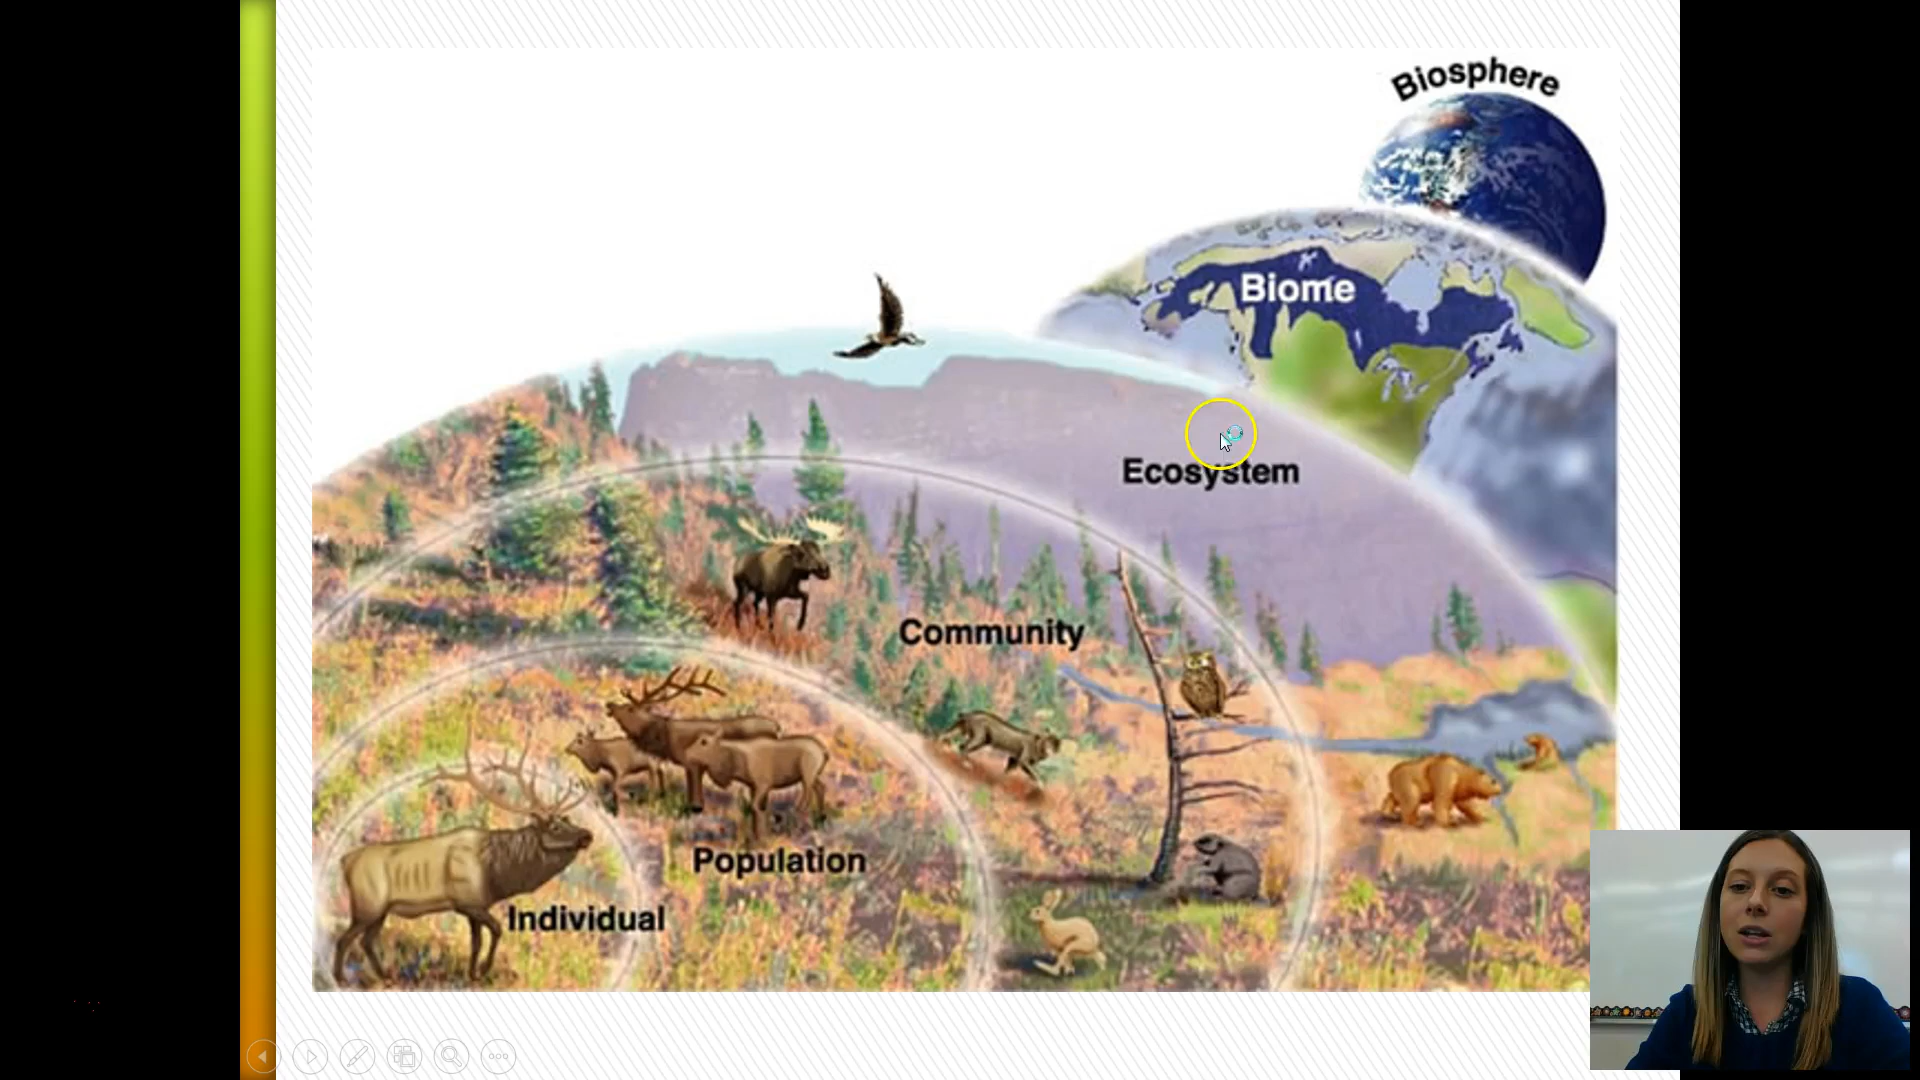 Biosphere
Biome
Ecosystem
Community
Population
Individual